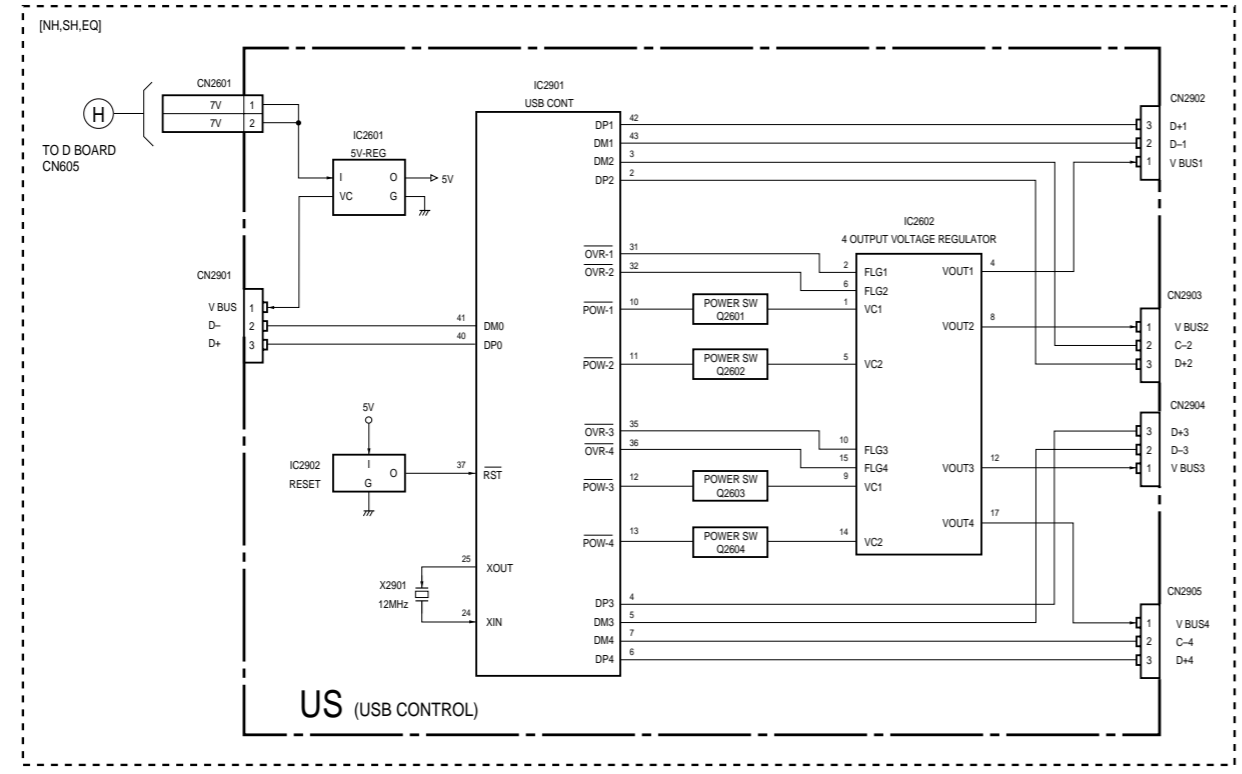 [NH,SH,EQ]
H
TO D BOARD
CN605
CN2601
7V 1
7V 2
IC2601
5V-REG
I O
VC G
5V
CN2901
V BUS 1
D– 2
D+ 3
5V
IC2902
RESET
I
O
G
X2901
12MHz
IC2901
USB CONT
41 DM0
40 DP0
37 RST
25 XOUT
24 XIN
DP1 42
DM1 43
DM2 3
DP2 2
OVR-1 31
OVR-2 32
POW-1 10
POW-2 11
OVR-3 35
OVR-4 36
POW-3 12
POW-4 13
DP3 4
DM3 5
DM4 7
DP4 6
POWER SW
Q2601
POWER SW
Q2602
POWER SW
Q2603
POWER SW
Q2604
IC2602
4 OUTPUT VOLTAGE REGULATOR
2 FLG1
6 FLG2
1 VC1
5 VC2
10 FLG3
15 FLG4
9 VC1
14 VC2
VOUT1 4
VOUT2 8
VOUT3 12
VOUT4 17
CN2902
3 D+1
2 D–1
1 V BUS1
CN2903
1 V BUS2
2 C–2
3 D+2
CN2904
3 D+3
2 D–3
1 V BUS3
CN2905
1 V BUS4
2 C–4
3 D+4
US (USB CONTROL)